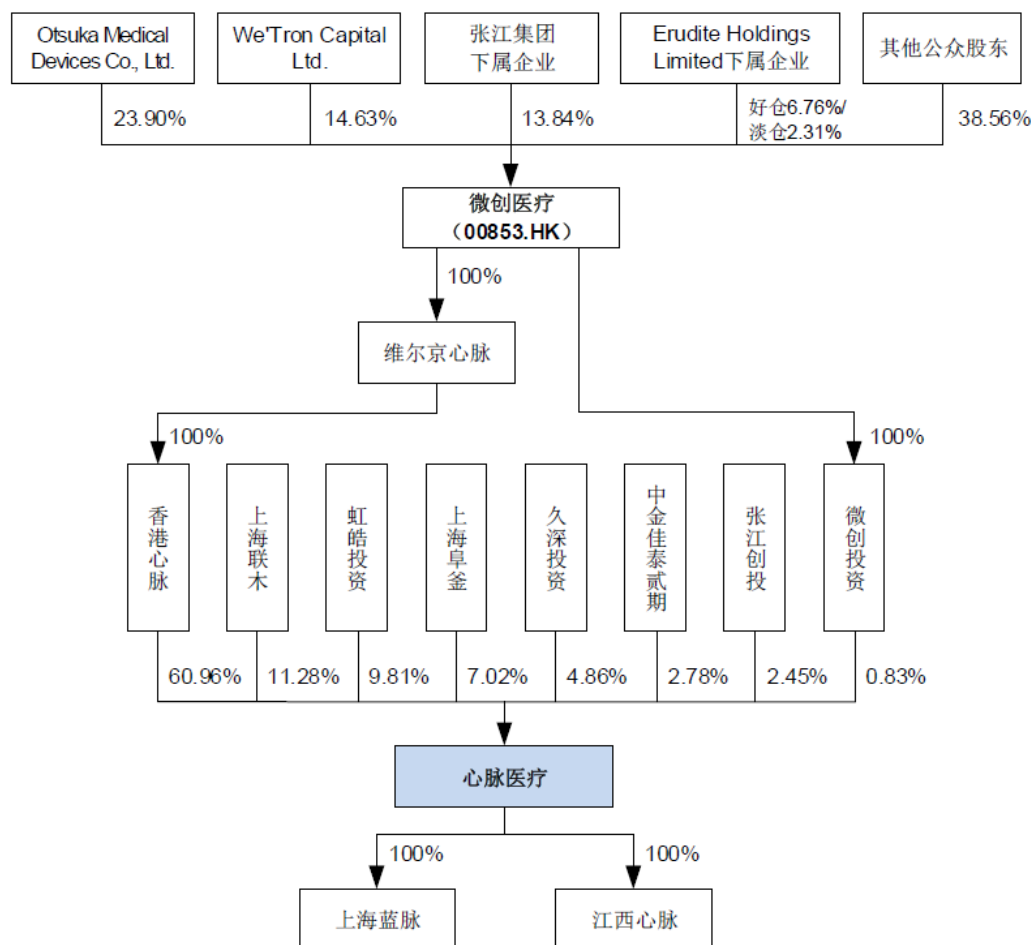 Otsuka Medical
Devices Co., Ltd.
We'Tron Capital
Ltd.
张江集团
下属企业
Erudite Holdings
Limited下属企业
其他公众股东
23.90%
14.63%
13.84%
好仓6.76%/
淡仓2.31%
38.56%
微创医疗
（00853.HK）
100%
维尔京心脉
100%
100%
香港心脉
上海联木
虹皓投资
上海阜釜
久深投资
中金佳泰贰期
张江创投
微创投资
60.96%
11.28%
9.81%
7.02%
4.86%
2.78%
2.45%
0.83%
心脉医疗
100%
100%
上海蓝脉
江西心脉